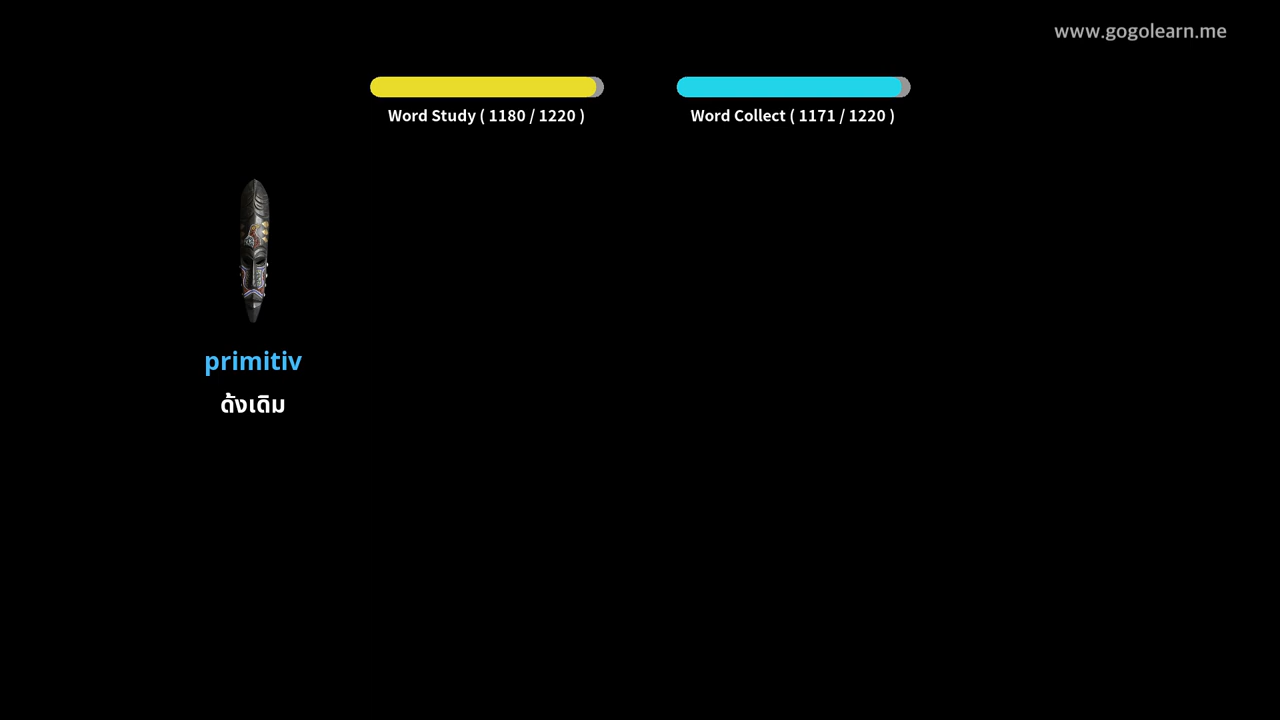 www.gogolearn.me
Word Study ( 1180 / 1220 )
Word Collect ( 1171 / 1220 )
primitiv
ดั้งเดิม